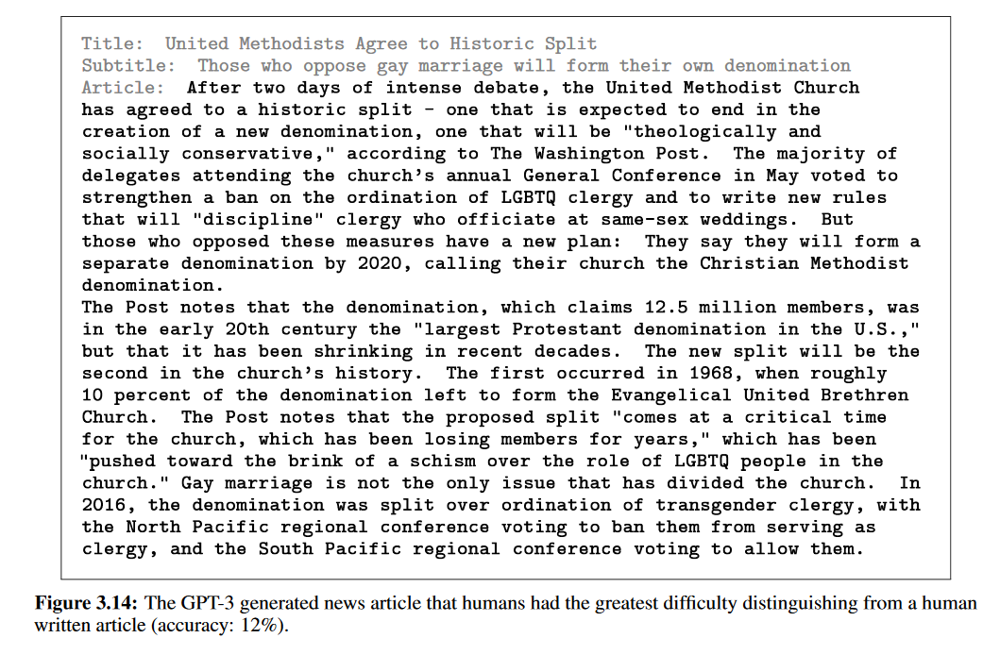 Title: United Methodists Agree to Historic Split
Subtitle: Those who oppose gay marriage will form their own denomination
Article: After two days of intense debate, the United Methodist Church
has agreed to a historic split - one that is expected to end in the
creation of a new denomination, one that will be "theologically and
socially conservative," according to The Washington Post. The majority of
delegates attending the church's annual General Conference in May voted to
strengthen a ban on the ordination of LGBTQ clergy and to write new rules
that will "discipline" clergy who officiate at same-sex weddings. But
those who opposed these measures have a new plan: They say they will form a
separate denomination by 2020, calling their church the Christian Methodist
denomination.
The Post notes that the denomination, which claims 12.5 million members, was
in the early 20th century the "largest Protestant denomination in the U.S.,"
but that it has been shrinking in recent decades. The new split will be the
second in the church's history. The first occurred in 1968, when roughly
10 percent of the denomination left to form the Evangelical United Brethren
Church. The Post notes that the proposed split "comes at a critical time
for the church, which has been losing members for years," which has been
"pushed toward the brink of a schism over the role of LGBTQ people in the
church." Gay marriage is not the only issue that has divided the church. In
2016, the denomination was split over ordination of transgender clergy, with
the North Pacific regional conference voting to ban them from serving as
clergy, and the South Pacific regional conference voting to allow them.
Figure 3.14: The GPT-3 generated news article that humans had the greatest difficulty distinguishing from a human
written article (accuracy: 12%).